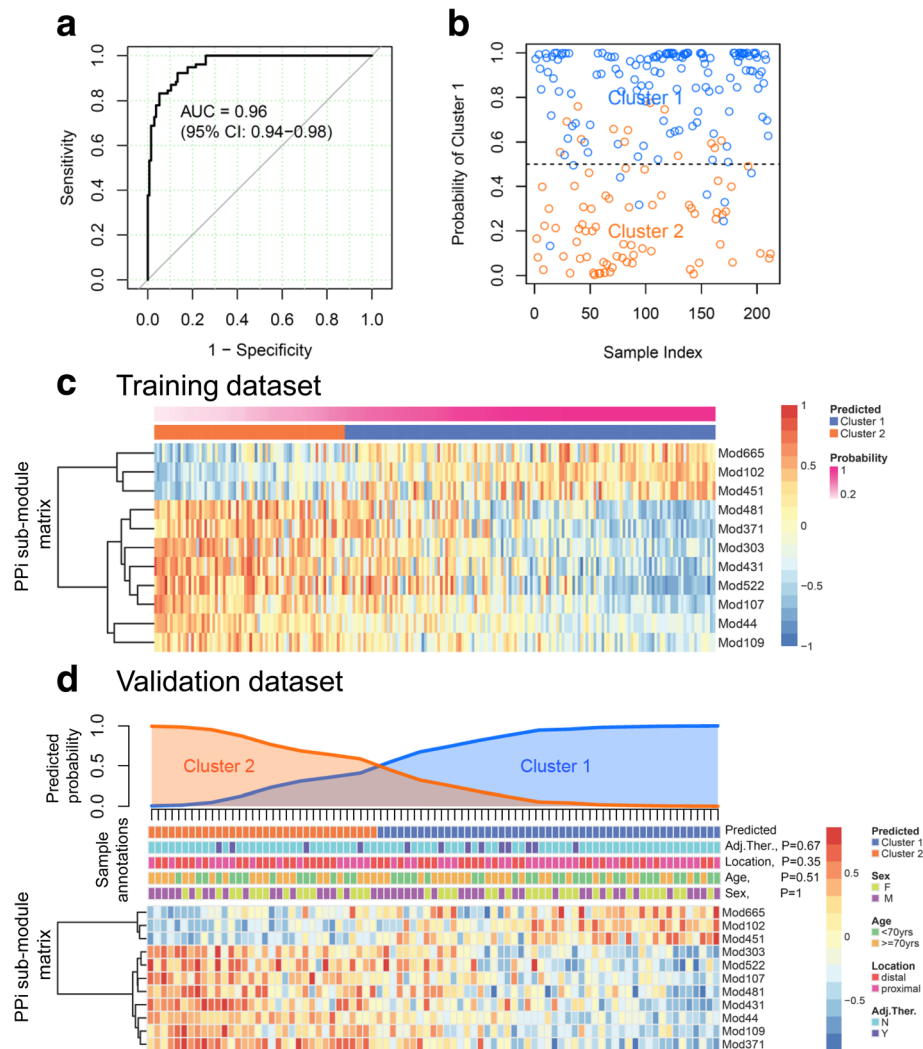 a
Sensitivity
0.0 0.2 0.4 0.6 0.8 1.0
AUC = 0.96
(95% CI: 0.94−0.98)
0.0 0.2 0.4 0.6 0.8 1.0
1 − Specificity
b
Probability of Cluster 1
0.0 0.2 0.4 0.6 0.8 1.0
Cluster 1
Cluster 2
0 50 100 150 200
Sample Index
c Training dataset
PPi sub-module
matrix
Mod665
Mod102
Mod451
Mod481
Mod371
Mod303
Mod431
Mod522
Mod107
Mod44
Mod109
1
0.5
0
−0.5
−1
Predicted
Cluster 1
Cluster 2
Probability
1
0.2
d Validation dataset
Predicted
probability
0.0 0.5 1.0
Cluster 2
Cluster 1
Sample
annotations
Predicted
Adj.Ther., P=0.67
Location, P=0.35
Age, P=0.51
Sex, P=1
PPi sub-module
matrix
Mod665
Mod102
Mod451
Mod303
Mod522
Mod107
Mod481
Mod431
Mod44
Mod109
Mod371
0.5
0
−0.5
Predicted
Cluster 1
Cluster 2
Sex
F
M
Age
<70yrs
>=70yrs
Location
distal
proximal
Adj.Ther.
N
Y